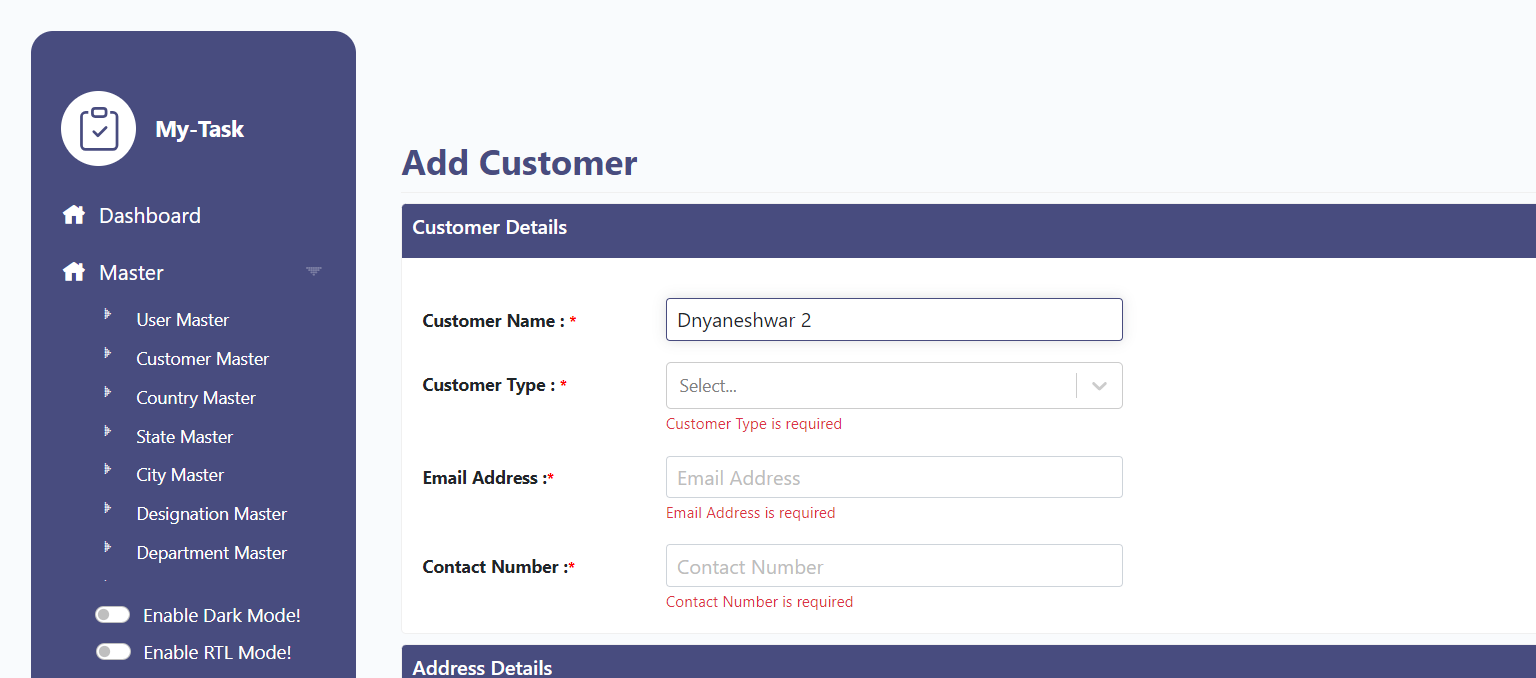 My-Task
Dashboard
Master
User Master
Customer Master
Country Master
State Master
City Master
Designation Master
Department Master
Enable Dark Mode!
Enable RTL Mode!
Add Customer
Customer Details
Customer Name : * Dnyaneshwar 2
Customer Type : * Select...
Customer Type is required
Email Address :* Email Address
Email Address is required
Contact Number :* Contact Number
Contact Number is required
Address Details